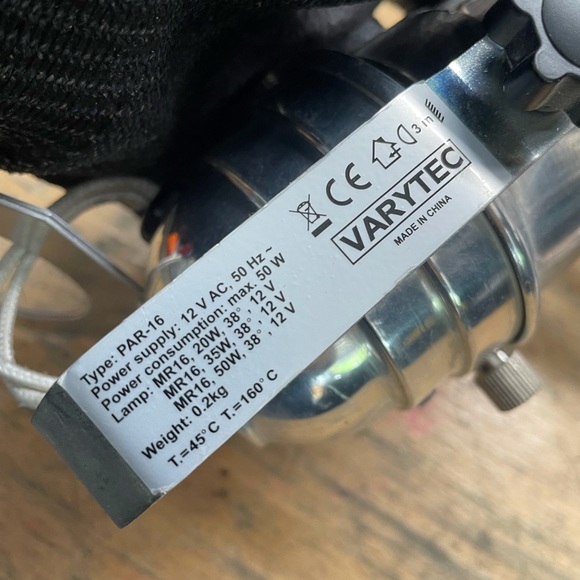 3 m
CE
VARYTEC
MADE IN CHINA
Type: PAR-16
Power supply: 12 V AC, 50 Hz ~
Power consumption: max. 50 W
Lamp: MR16, 20W, 38°, 12 V
MR16, 35W, 38°, 12 V
MR16, 50W, 38°, 12 V
Weight: 0.2kg
T.=45°C T.=160°C